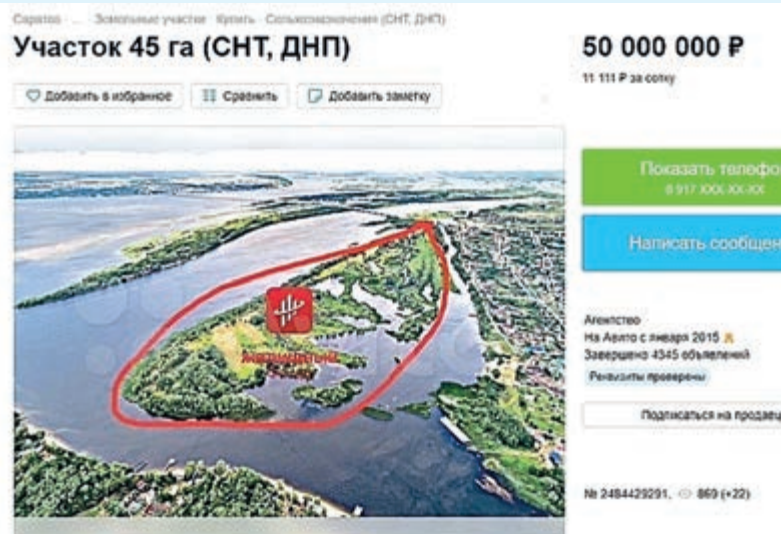 Саратов ... Земельные участки Купить Сельхозназначения (СНТ, ДНП)
Участок 45 га (СНТ, ДНП)
50 000 000 ₽
11 111 ₽ за сотку
Добавить в избранное
Сравнить
Добавить заметку
Показать телефо
8 917 XXX-XX-XX
Написать сообщен
Агентство
На Авито с января 2015
Завершено 4345 объявлений
Реквизиты проверены
Подписаться на продавц
№ 2484429291, 869 (+22)